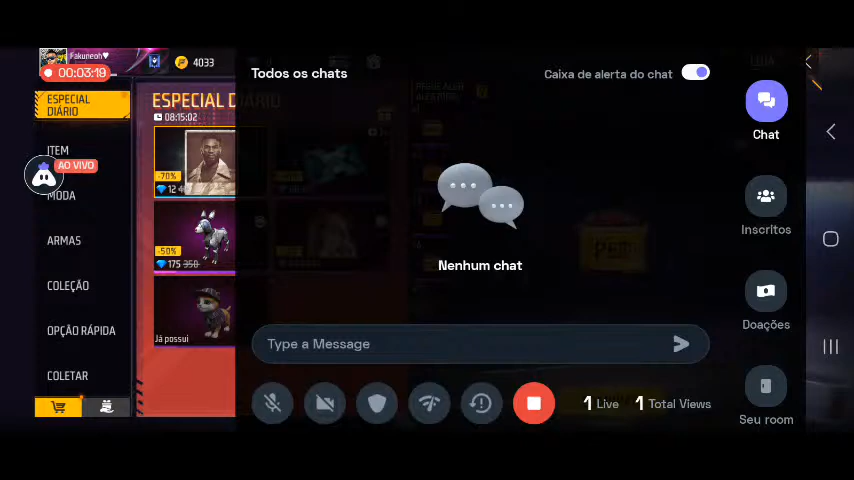 Fakuneoh♥
4033
00:03:19
ESPECIAL
DIÁRIO
ITEM
AO VIVO
MODA
ARMAS
COLEÇÃO
OPÇÃO RÁPIDA
COLETAR
ESPECIAL DIÁRIO
08:15:02
-70%
12
-50%
175 350
Já possui
Todos os chats
Caixa de alerta do chat
Nenhum chat
Type a Message
1 Live
1 Total Views
Chat
Inscritos
Doações
Seu room